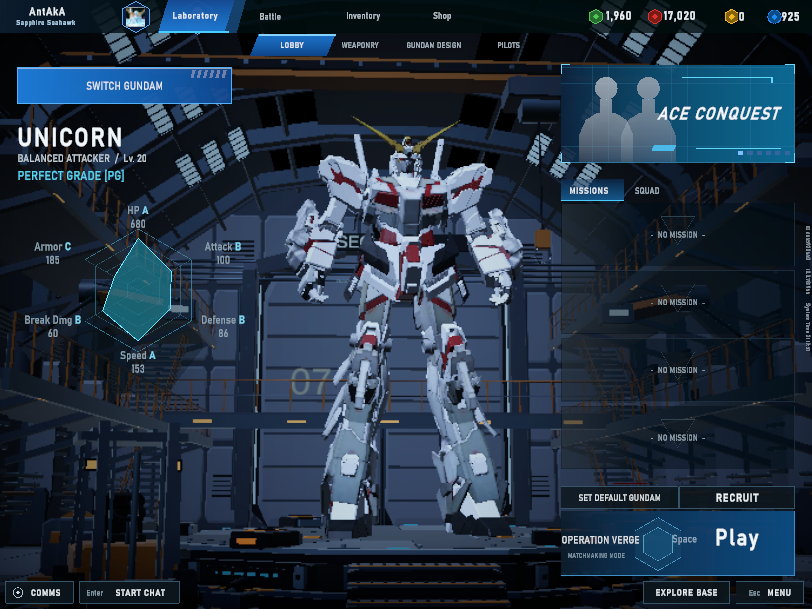 AntAkA
Sapphire Seahawk
Laboratory
Battle
Inventory
Shop
1,960
17,020
0
925
LOBBY
WEAPONRY
GUNDAM DESIGN
PILOTS
SWITCH GUNDAM
UNICORN
BALANCED ATTACKER / Lv. 20
PERFECT GRADE [PG]
HP A
680
Armor C
185
Attack B
100
Break Dmg B
60
Defense B
86
Speed A
153
07
ACE CONQUEST
MISSIONS
SQUAD
- NO MISSION -
- NO MISSION -
- NO MISSION -
- NO MISSION -
SET DEFAULT GUNDAM
RECRUIT
OPERATION VERGE
MATCHMAKING MODE
Space
Play
COMMS
Enter START CHAT
EXPLORE BASE
Esc MENU